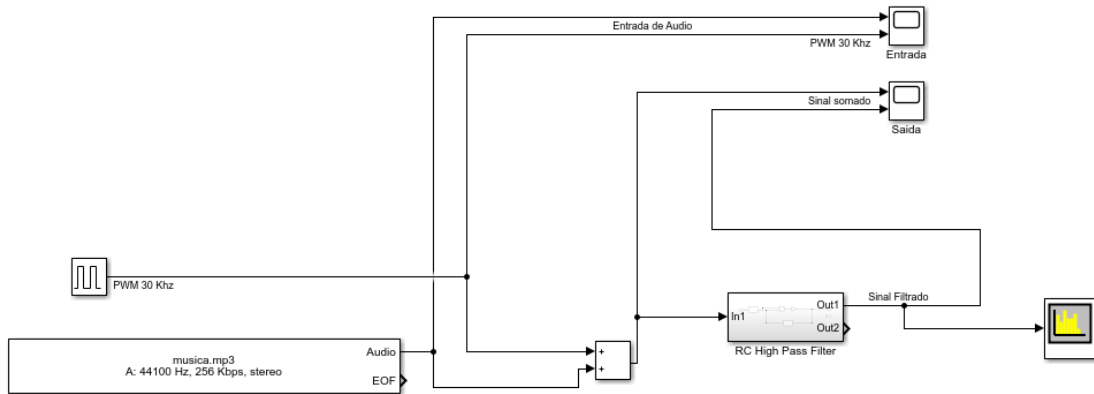 Entrada de Audio
PWM 30 Khz
Entrada
Sinal somado
Saida
PWM 30 Khz
musica.mp3
A: 44100 Hz, 256 Kbps, stereo
Audio
EOF
+
+
In1
Out1
Out2
RC High Pass Filter
Sinal Filtrado